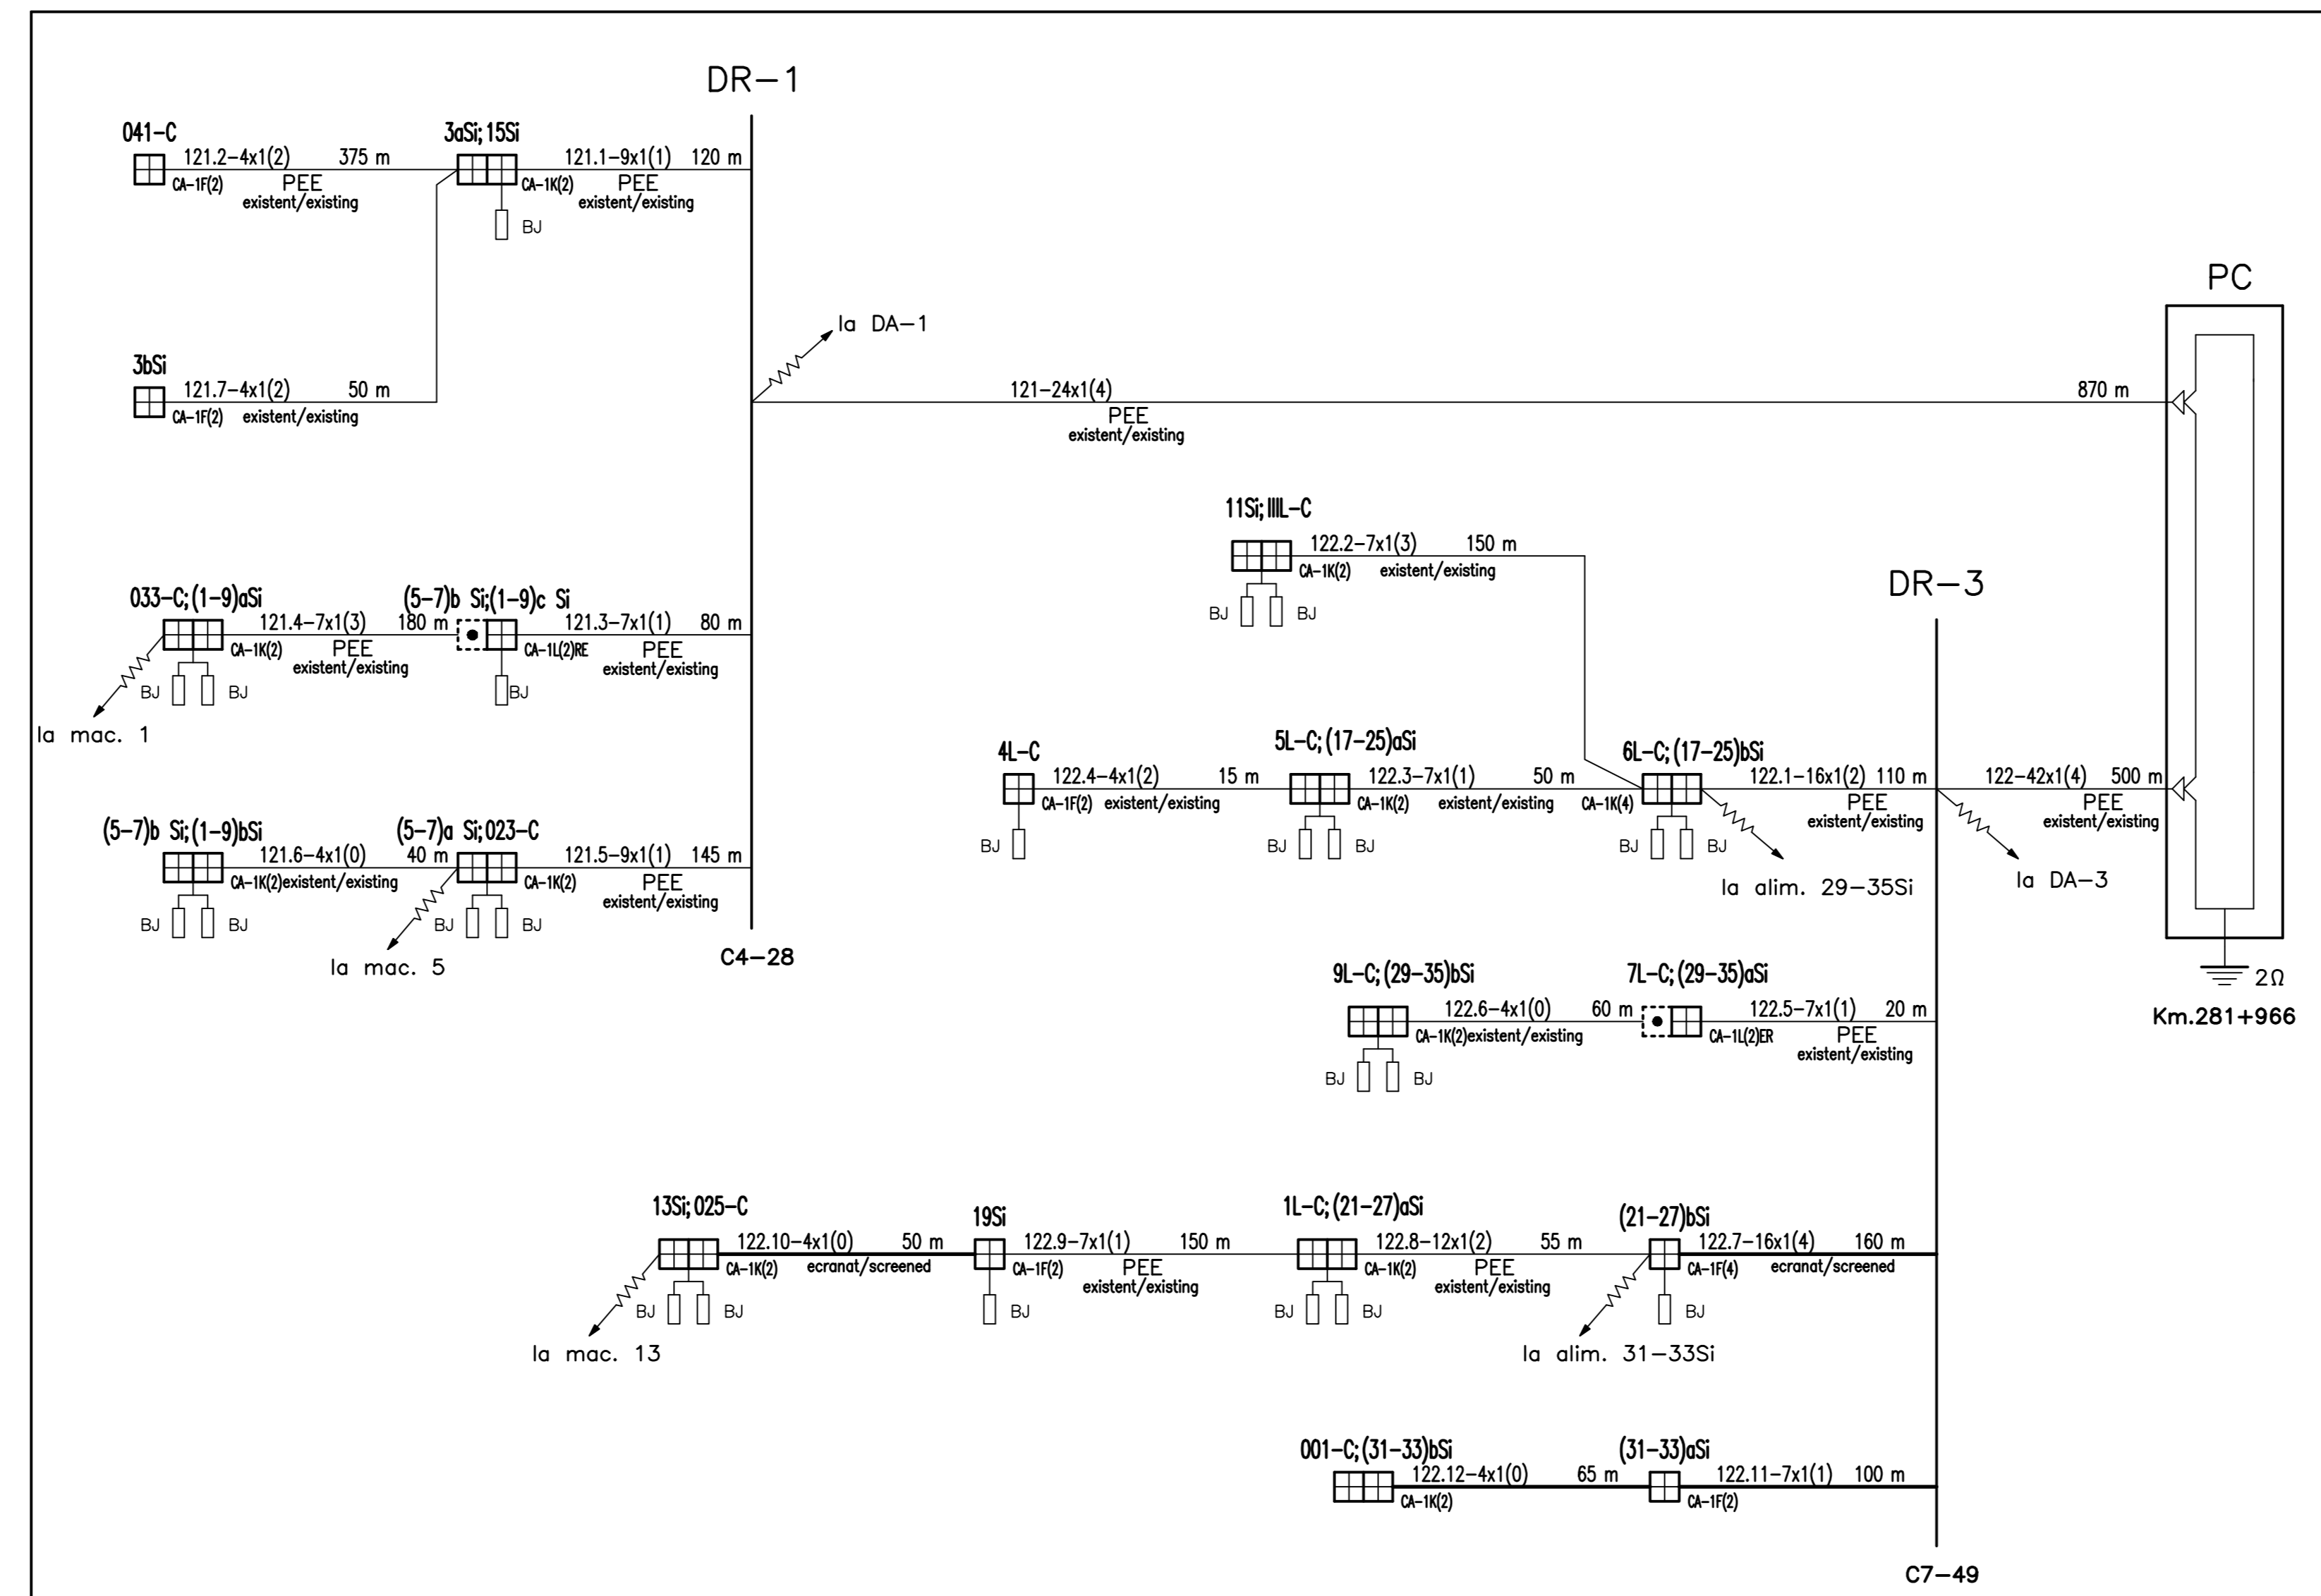 DR-1
041-C
121.2-4x1(2) 375 m
CA-1F(2) PEE
existent/existing
3aSi; 15Si
121.1-9x1(1) 120 m
CA-1K(2) PEE
existent/existing
BJ
la DA-1
3bSi
121.7-4x1(2) 50 m
CA-1F(2) existent/existing
121-24x1(4) 870 m
PEE
existent/existing
PC
033-C; (1-9)aSi
121.4-7x1(3) 180 m
CA-1K(2) PEE
existent/existing
BJ BJ
la mac. 1
(5-7)b Si;(1-9)c Si
121.3-7x1(1) 80 m
CA-1L(2)RE PEE
existent/existing
BJ
(5-7)b Si;(1-9)bSi
121.6-4x1(0) 40 m
CA-1K(2)existent/existing
BJ BJ
(5-7)a Si;023-C
121.5-9x1(1) 145 m
CA-1K(2) PEE
existent/existing
BJ BJ
la mac. 5
C4-28
11Si; IIIL-C
122.2-7x1(3) 150 m
CA-1K(2) existent/existing
BJ BJ
DR-3
4L-C
122.4-4x1(2) 15 m
CA-1F(2) existent/existing
BJ
5L-C; (17-25)aSi
122.3-7x1(1) 50 m
CA-1K(2) existent/existing
BJ BJ
6L-C; (17-25)bSi
122.1-16x1(2) 110 m
CA-1K(4) PEE
existent/existing
BJ BJ
la alim. 29-35Si
122-42x1(4) 500 m
PEE
existent/existing
la DA-3
2Ω
Km.281+966
9L-C; (29-35)bSi
122.6-4x1(0) 60 m
CA-1K(2)existent/existing
BJ BJ
7L-C; (29-35)aSi
122.5-7x1(1) 20 m
CA-1L(2)ER PEE
existent/existing
13Si; 025-C
122.10-4x1(0) 50 m
CA-1K(2) ecranat/screened
BJ BJ
la mac. 13
19Si
122.9-7x1(1) 150 m
CA-1F(2) PEE
existent/existing
BJ
1L-C; (21-27)aSi
122.8-12x1(2) 55 m
CA-1K(2) PEE
existent/existing
BJ BJ
(21-27)bSi
122.7-16x1(4) 160 m
CA-1F(4) ecranat/screened
BJ
la alim. 31-33Si
001-C; (31-33)bSi
122.12-4x1(0) 65 m
CA-1K(2)
(31-33)aSi
122.11-7x1(1) 100 m
CA-1F(2)
C7-49